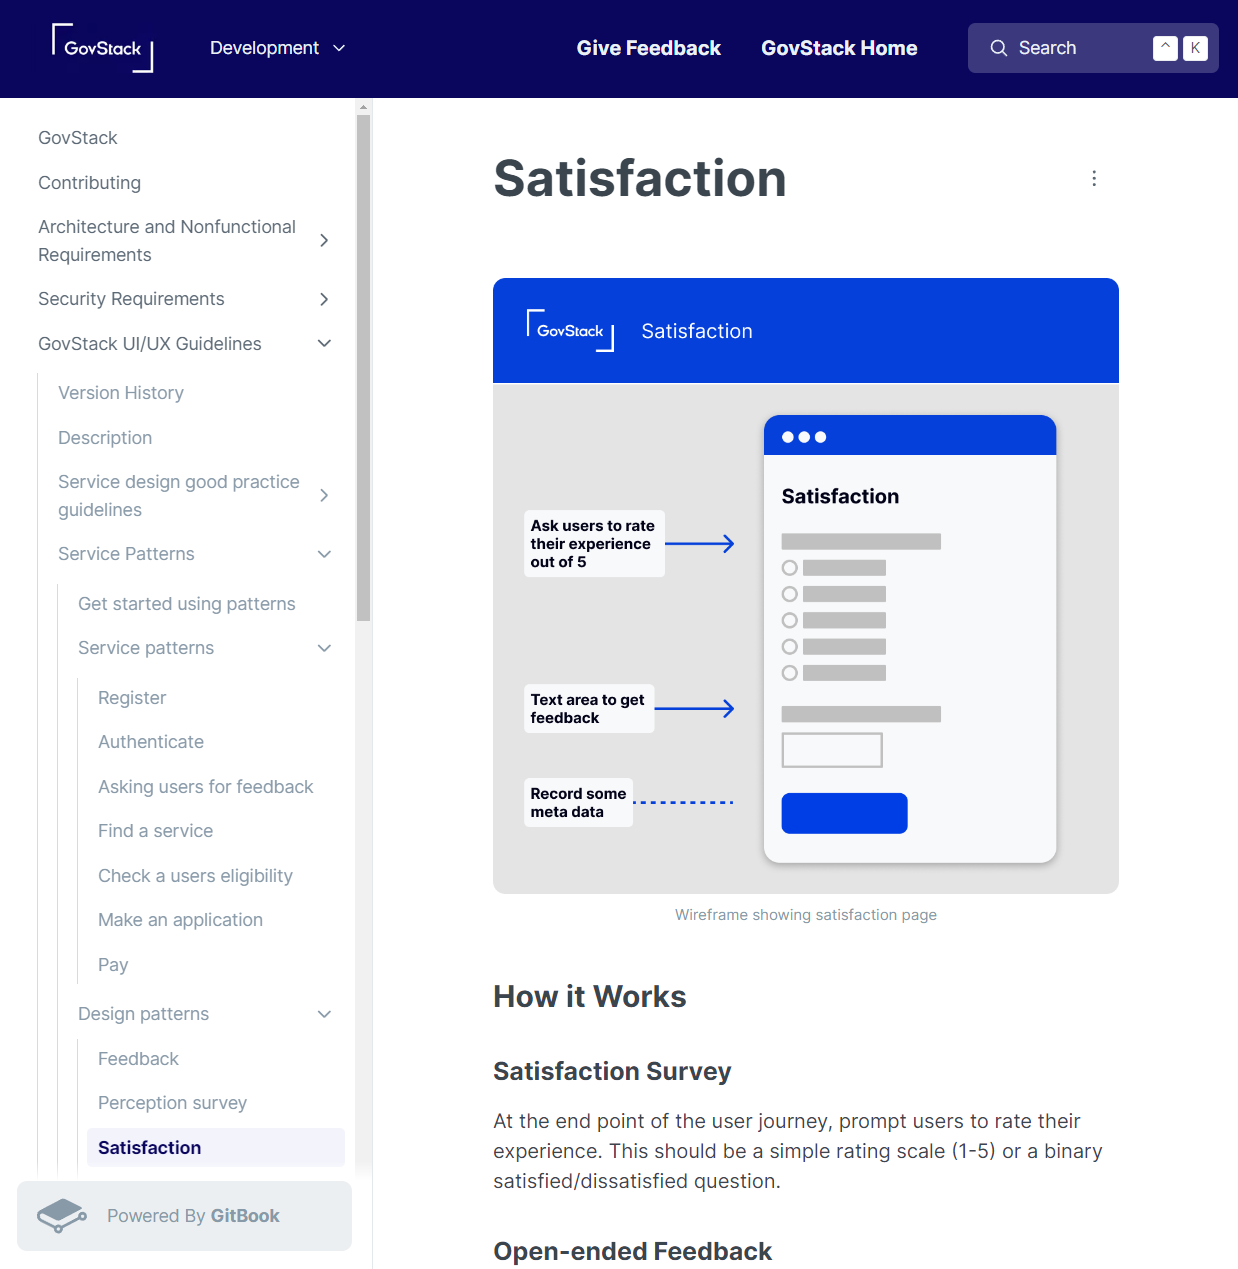 GovStack
Development
Give Feedback
GovStack Home
Search
^ K
GovStack
Contributing
Architecture and Nonfunctional
Requirements
Security Requirements
GovStack UI/UX Guidelines
Version History
Description
Service design good practice
guidelines
Service Patterns
Get started using patterns
Service patterns
Register
Authenticate
Asking users for feedback
Find a service
Check a users eligibility
Make an application
Pay
Design patterns
Feedback
Perception survey
Satisfaction
Powered By GitBook
Satisfaction
GovStack
Satisfaction
Satisfaction
Ask users to rate
their experience
out of 5
Text area to get
feedback
Record some
meta data
Wireframe showing satisfaction page
How it Works
Satisfaction Survey
At the end point of the user journey, prompt users to rate their
experience. This should be a simple rating scale (1-5) or a binary
satisfied/dissatisfied question.
Open-ended Feedback